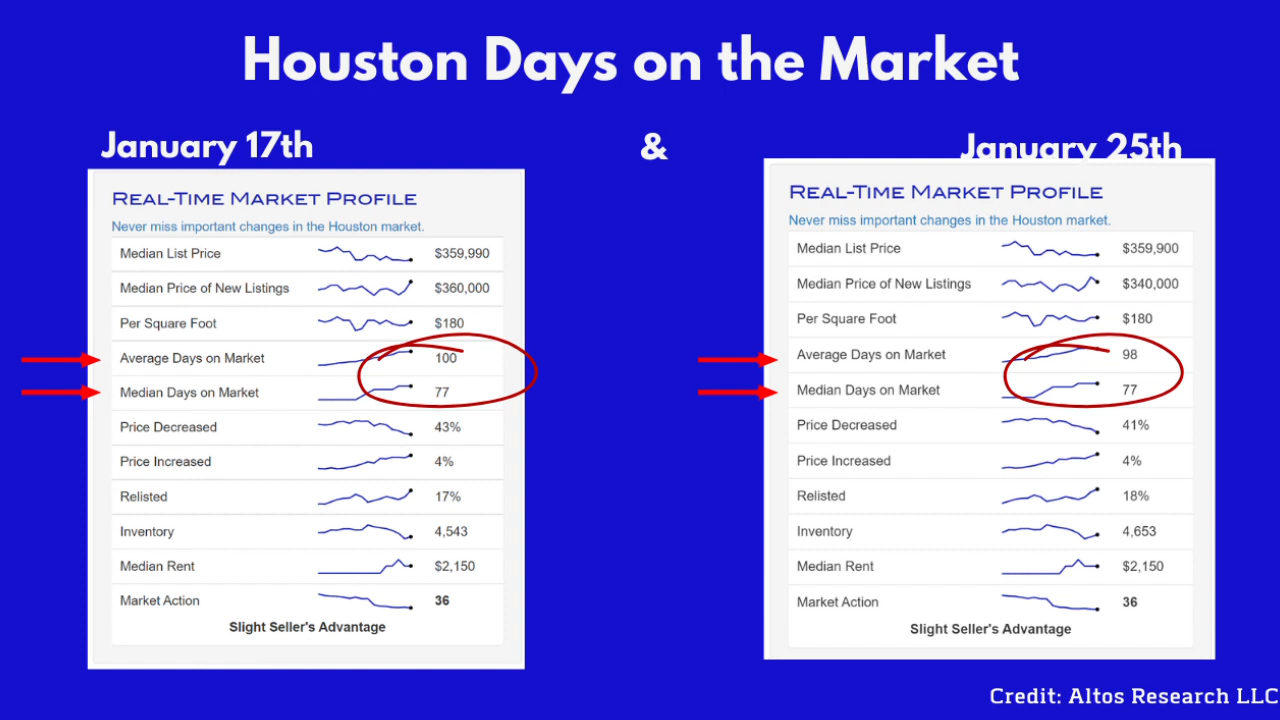 Houston Days on the Market
January 17th & January 25th
REAL-TIME MARKET PROFILE
Never miss important changes in the Houston market.
Median List Price $359,990
Median Price of New Listings $360,000
Per Square Foot $180
Average Days on Market 100
Median Days on Market 77
Price Decreased 43%
Price Increased 4%
Relisted 17%
Inventory 4,543
Median Rent $2,150
Market Action 36
Slight Seller's Advantage
REAL-TIME MARKET PROFILE
Never miss important changes in the Houston market.
Median List Price $359,900
Median Price of New Listings $340,000
Per Square Foot $180
Average Days on Market 98
Median Days on Market 77
Price Decreased 41%
Price Increased 4%
Relisted 18%
Inventory 4,653
Median Rent $2,150
Market Action 36
Slight Seller's Advantage
Credit: Altos Research LLC